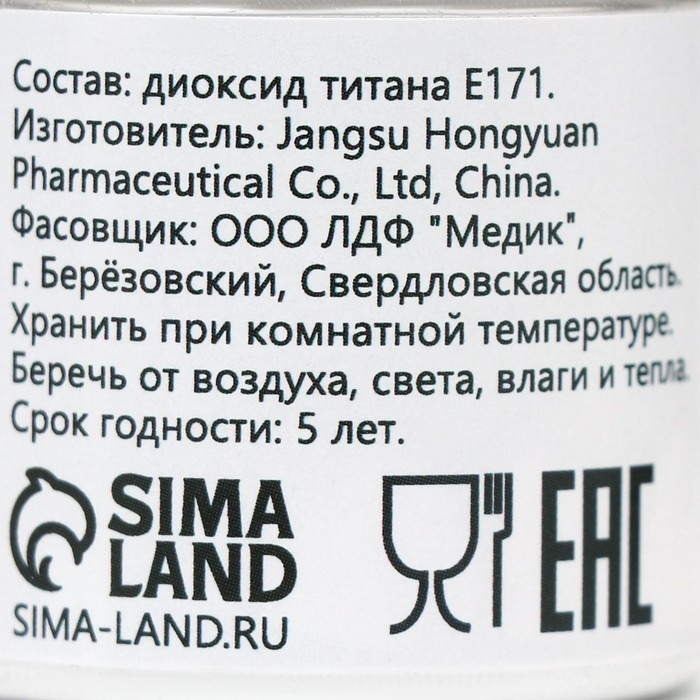 Состав: диоксид титана Е171.
Изготовитель: Jangsu Hongyuan
Pharmaceutical Co., Ltd, China.
Фасовщик: ООО ЛДФ "Медик",
г. Берёзовский, Свердловская область.
Хранить при комнатной температуре.
Беречь от воздуха, света, влаги и тепла.
Срок годности: 5 лет.
SIMA
LAND
SIMA-LAND.RU
EAC